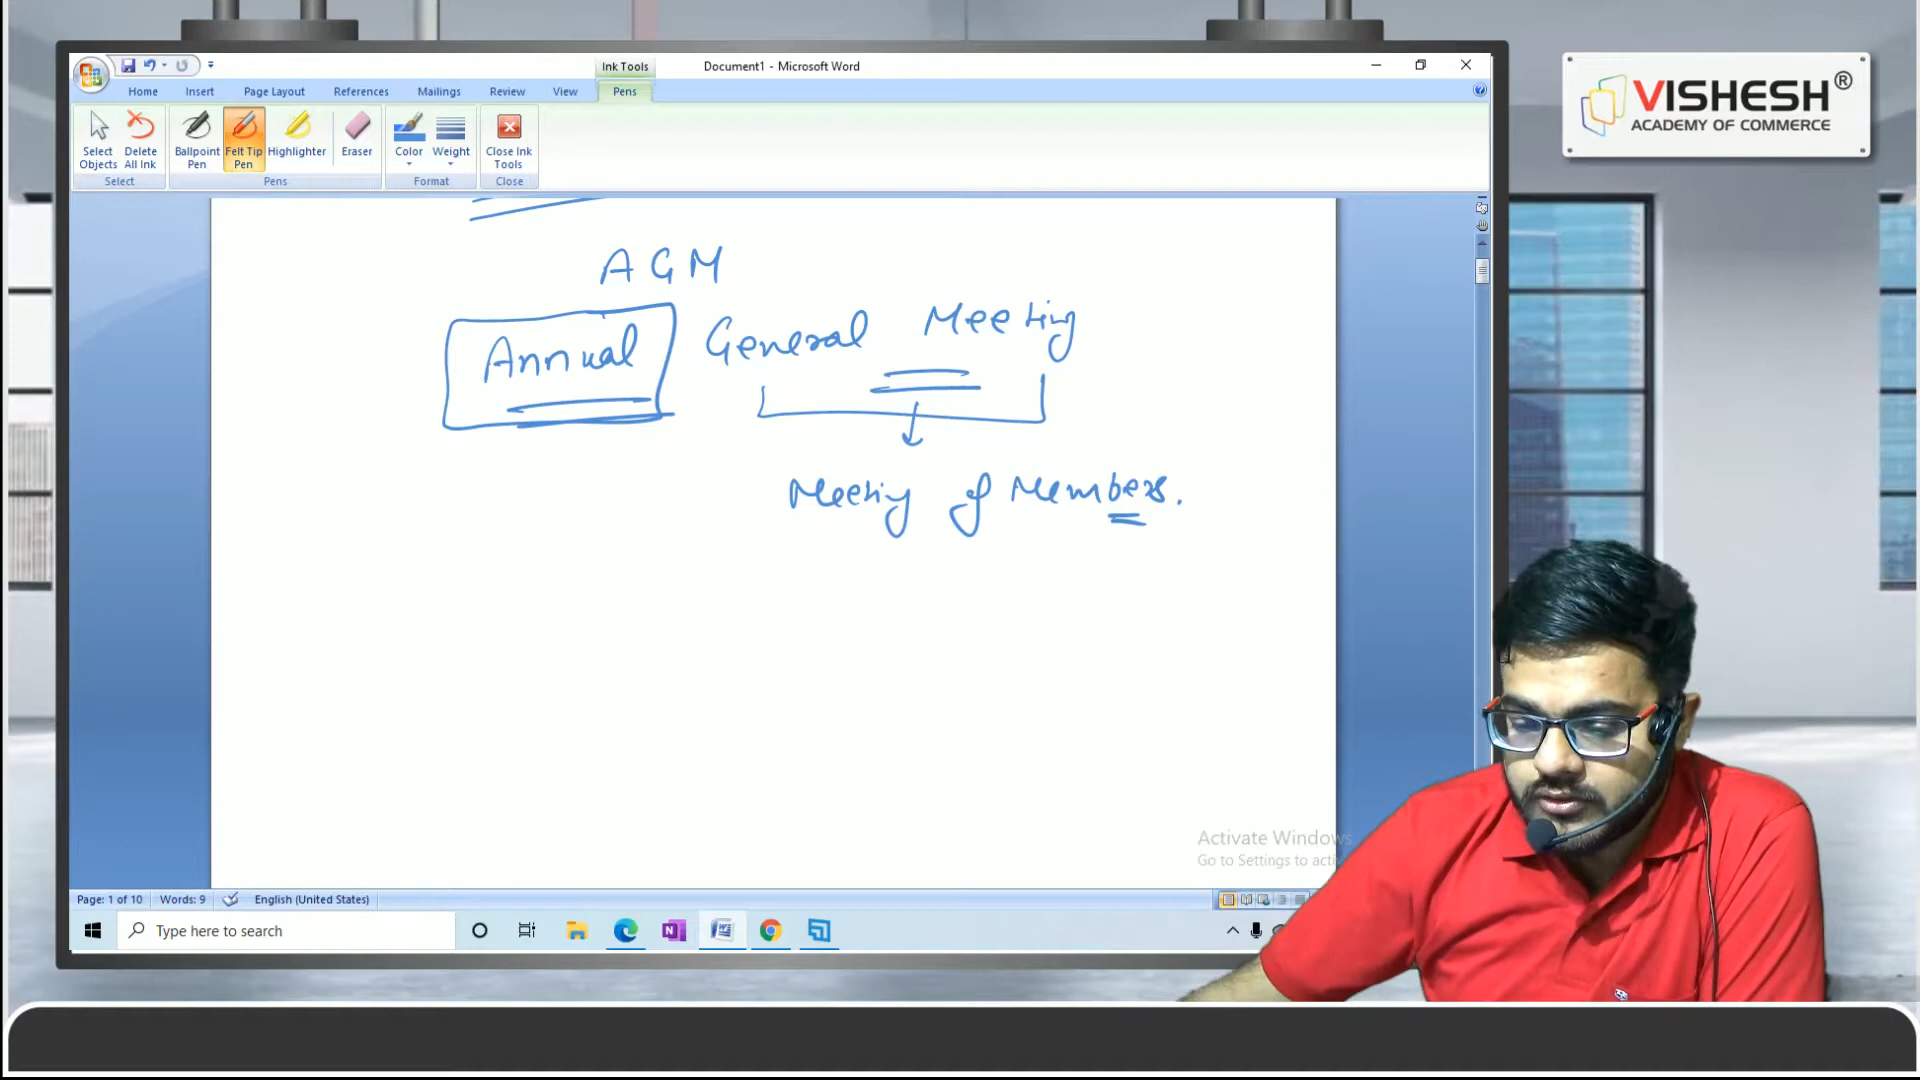 Ink Tools
Document1 - Microsoft Word
Home Insert Page Layout References Mailings Review View Pens
Select Objects
Delete All Ink
Ballpoint Pen
Felt Tip Pen
Highlighter
Eraser
Color
Weight
Close Ink Tools
Select Pens Format Close
VISHESH®
ACADEMY OF COMMERCE
AGM
Annual General Meeting
Meeting of Members.
Activate Windows
Go to Settings to activ
Page: 1 of 10 Words: 9 English (United States)
Type here to search